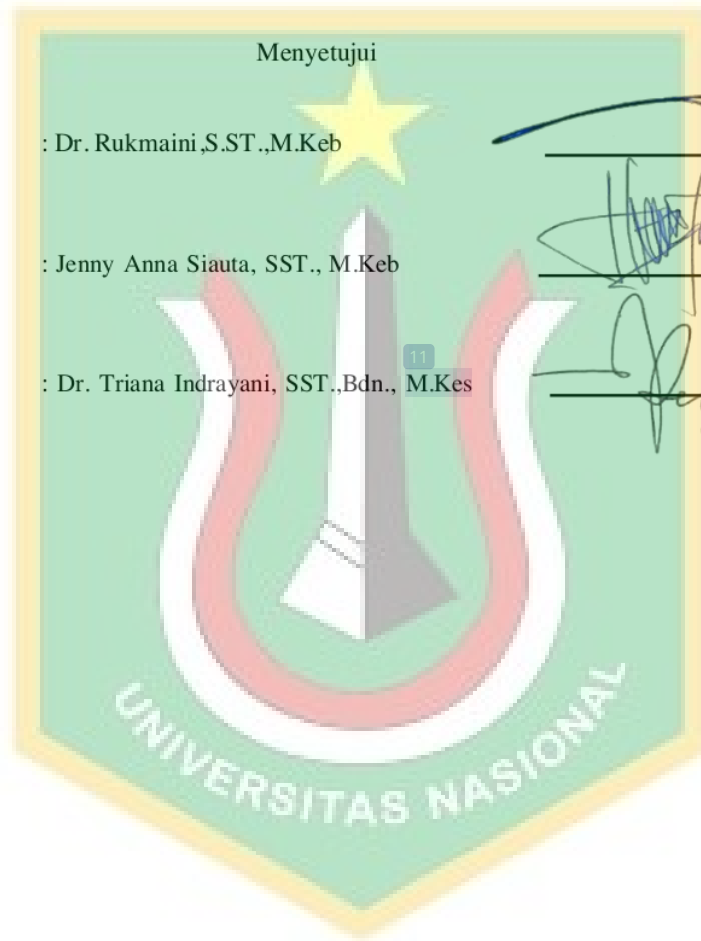 Menyetujui
: Dr. Rukmaini,S.ST.,M.Keb
: Jenny Anna Siauta, SST., M.Keb
11
: Dr. Triana Indrayani, SST.,Bdn., M.Kes
UNIVERSITAS NASIONAL